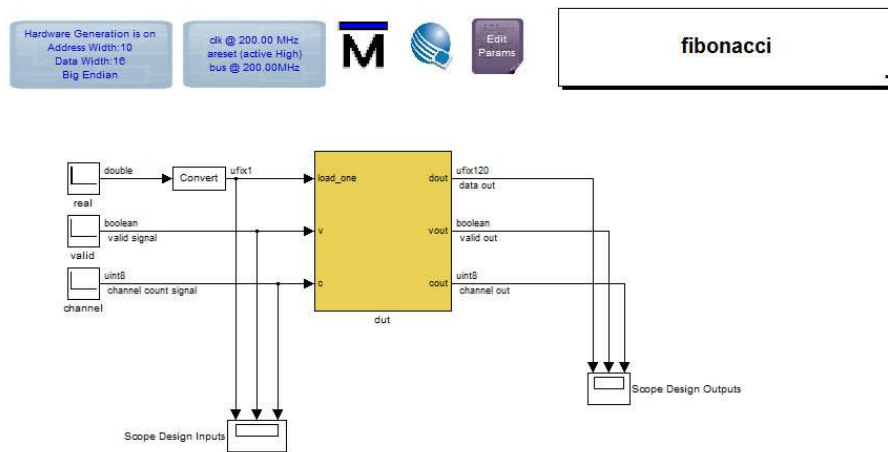 Hardware Generation is on
Address Width:10
Data Width:16
Big Endian
clk @ 200.00 MHz
areset (active High)
bus @ 200.00MHz
M
Edit
Params
fibonacci
double
real
Convert
ufix1
boolean
valid signal
valid
uint8
channel count signal
channel
load_one
v
c
dout
vout
cout
dut
ufix120
data out
boolean
valid out
uint8
channel out
Scope Design Inputs
Scope Design Outputs